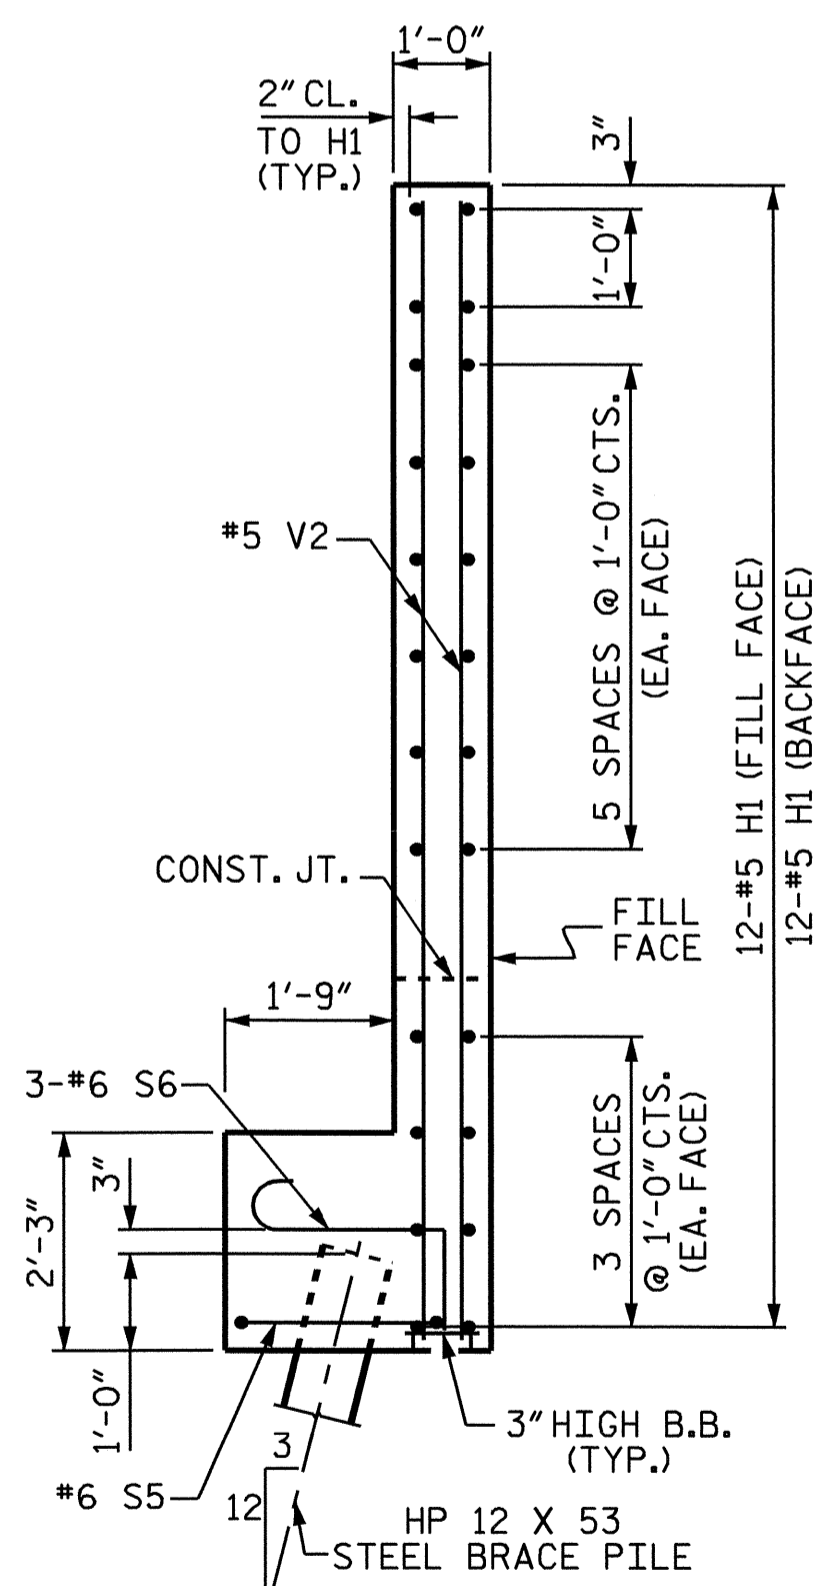 1'-0"
2" CL.
TO H1
(TYP.)
3"
1'-0"
5 SPACES @ 1'-0" CTS.
(EA. FACE)
#5 V2
12-#5 H1 (FILL FACE)
12-#5 H1 (BACKFACE)
CONST. JT.
FILL
FACE
1'-9"
3-#6 S6
3 SPACES
@ 1'-0" CTS.
(EA. FACE)
3"
2'-3"
1'-0"
3" HIGH B.B.
(TYP.)
3
12
#6 S5
HP 12 X 53
STEEL BRACE PILE